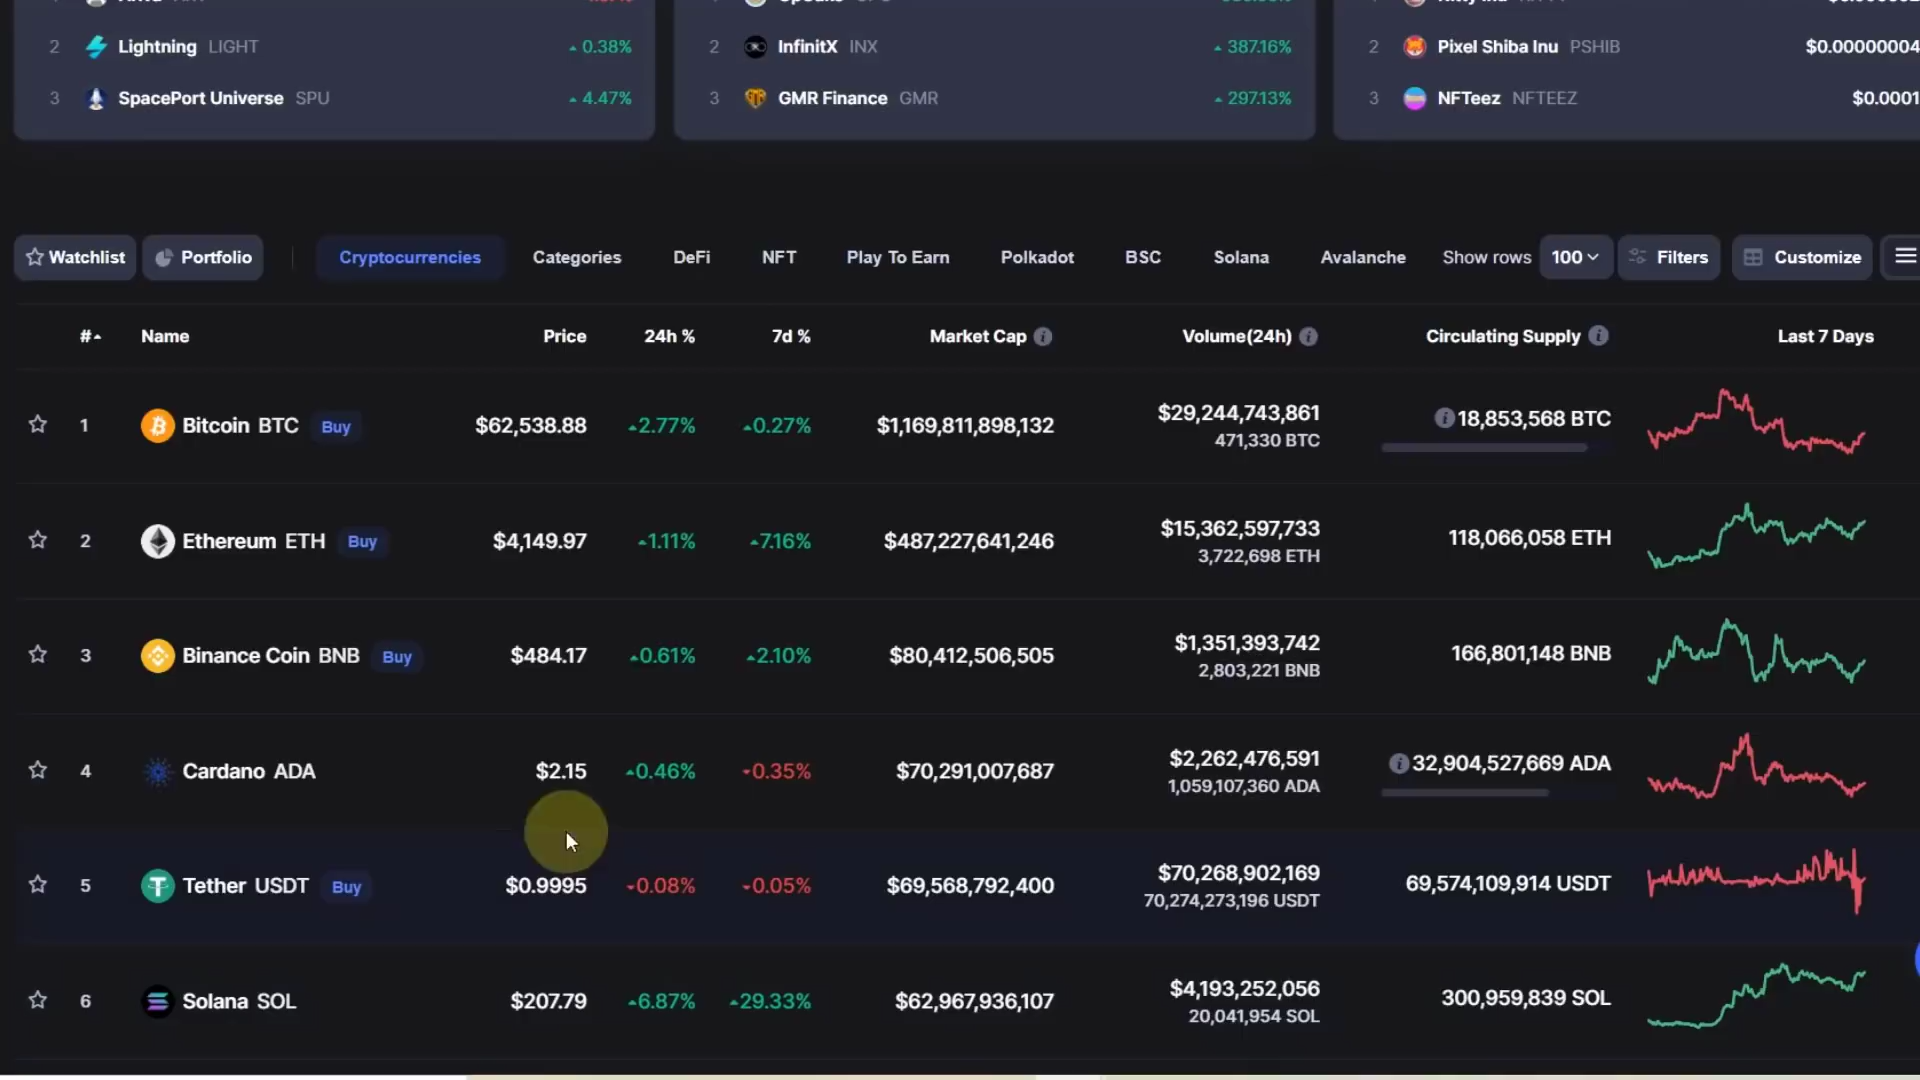 2 Lightning LIGHT 0.38% 2 InfinitX INX 387.16% 2 Pixel Shiba Inu PSHIB $0.00000004
3 SpacePort Universe SPU 4.47% 3 GMR Finance GMR 297.13% 3 NFTeez NFTEEZ $0.0001
Watchlist Portfolio Cryptocurrencies Categories DeFi NFT Play To Earn Polkadot BSC Solana Avalanche Show rows 100 Filters Customize
# Name Price 24h % 7d % Market Cap Volume(24h) Circulating Supply Last 7 Days
1 Bitcoin BTC Buy $62,538.88 2.77% 0.27% $1,169,811,898,132 $29,244,743,861 18,853,568 BTC
471,330 BTC
2 Ethereum ETH Buy $4,149.97 1.11% 7.16% $487,227,641,246 $15,362,597,733 118,066,058 ETH
3,722,698 ETH
3 Binance Coin BNB Buy $484.17 0.61% 2.10% $80,412,506,505 $1,351,393,742 166,801,148 BNB
2,803,221 BNB
4 Cardano ADA $2.15 0.46% 0.35% $70,291,007,687 $2,262,476,591 32,904,527,669 ADA
1,059,107,360 ADA
5 Tether USDT Buy $0.9995 0.08% 0.05% $69,568,792,400 $70,268,902,169 69,574,109,914 USDT
70,274,273,196 USDT
6 Solana SOL $207.79 6.87% 29.33% $62,967,936,107 $4,193,252,056 300,959,839 SOL
20,041,954 SOL